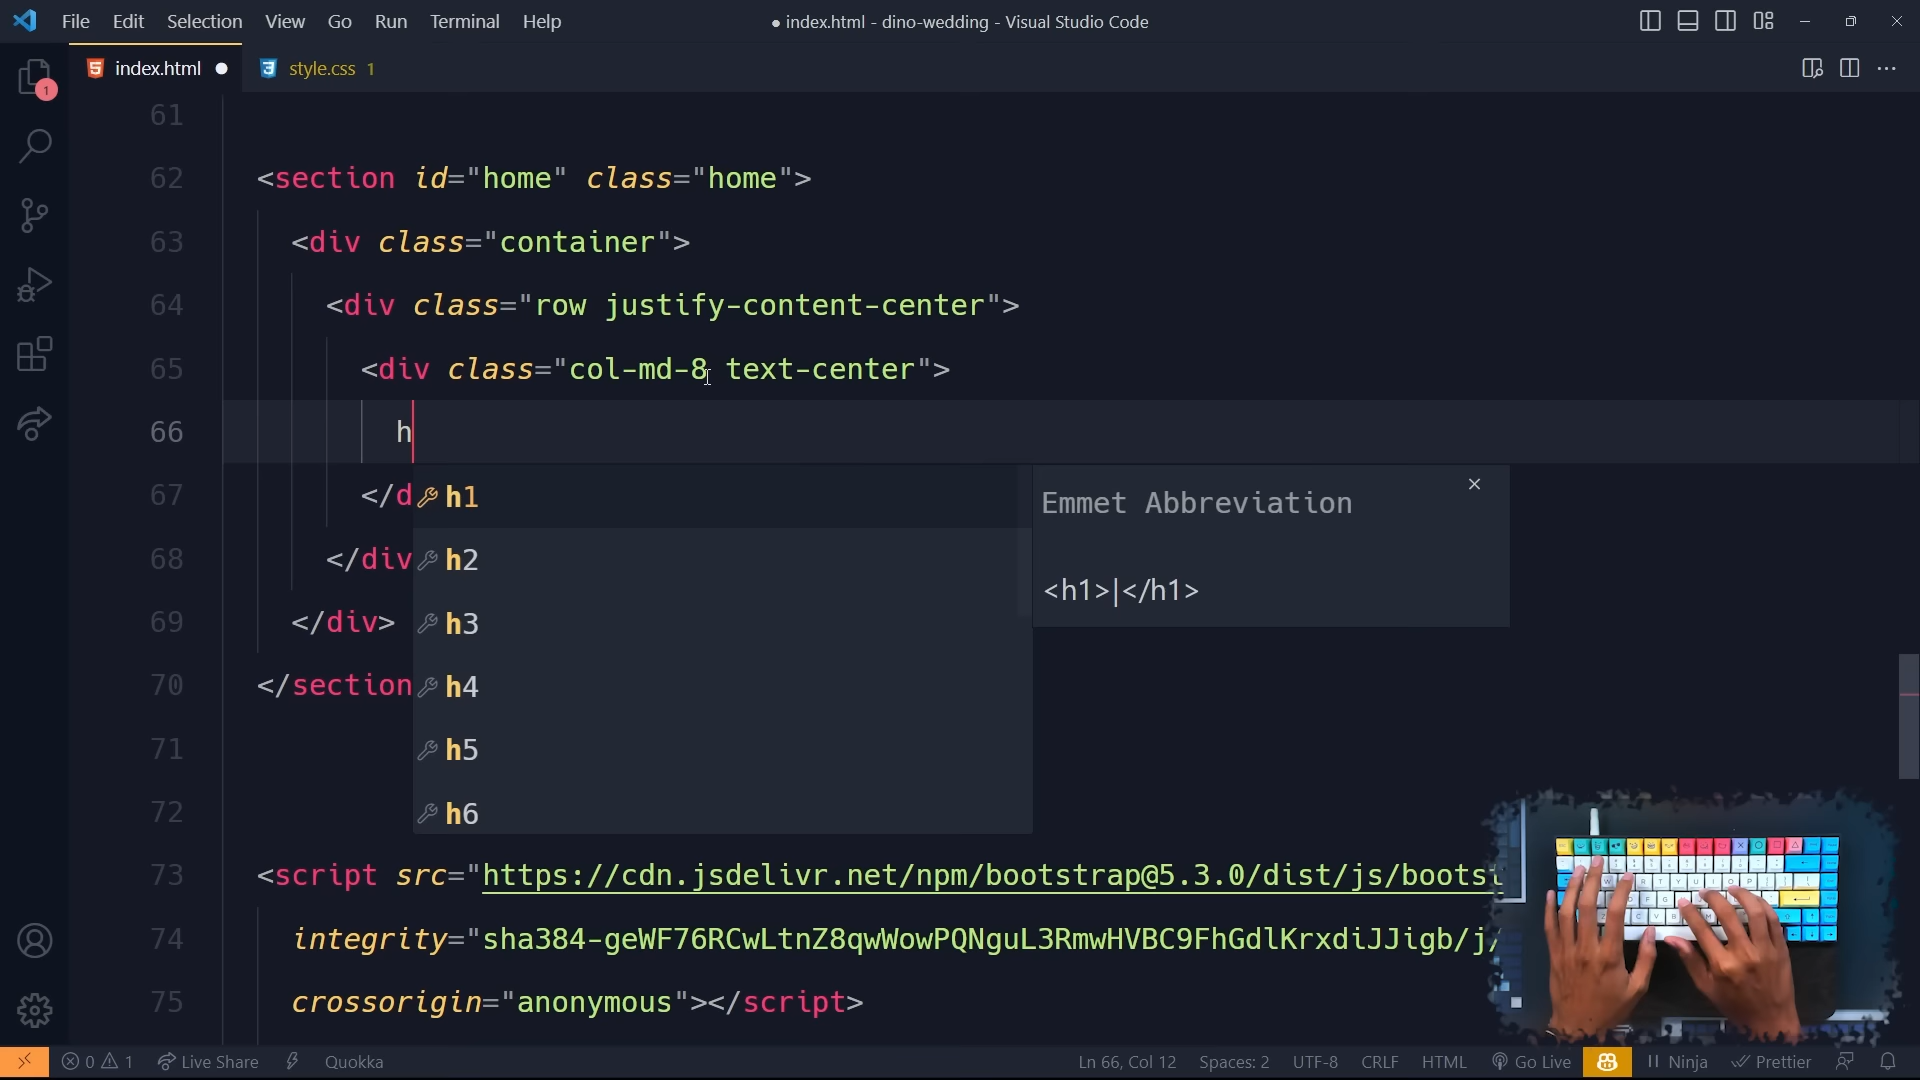 File Edit Selection View Go Run Terminal Help
● index.html - dino-wedding - Visual Studio Code
1
index.html ●
style.css 1
61
62 <section id="home" class="home">
63 <div class="container">
64 <div class="row justify-content-center">
65 <div class="col-md-8 text-center">
66 h
67 </d
68 </div
69 </div>
70 </section
71
72
73 <script src="https://cdn.jsdelivr.net/npm/bootstrap@5.3.0/dist/js/bootst
74 integrity="sha384-geWF76RCwLtnZ8qwWowPQNguL3RmwHVBC9FhGdlKrxdiJJigb/j/
75 crossorigin="anonymous"></script>
h1
h2
h3
h4
h5
h6
Emmet Abbreviation
<h1>|</h1>
0 1 Live Share Quokka
Ln 66, Col 12 Spaces: 2 UTF-8 CRLF HTML Go Live Ninja Prettier